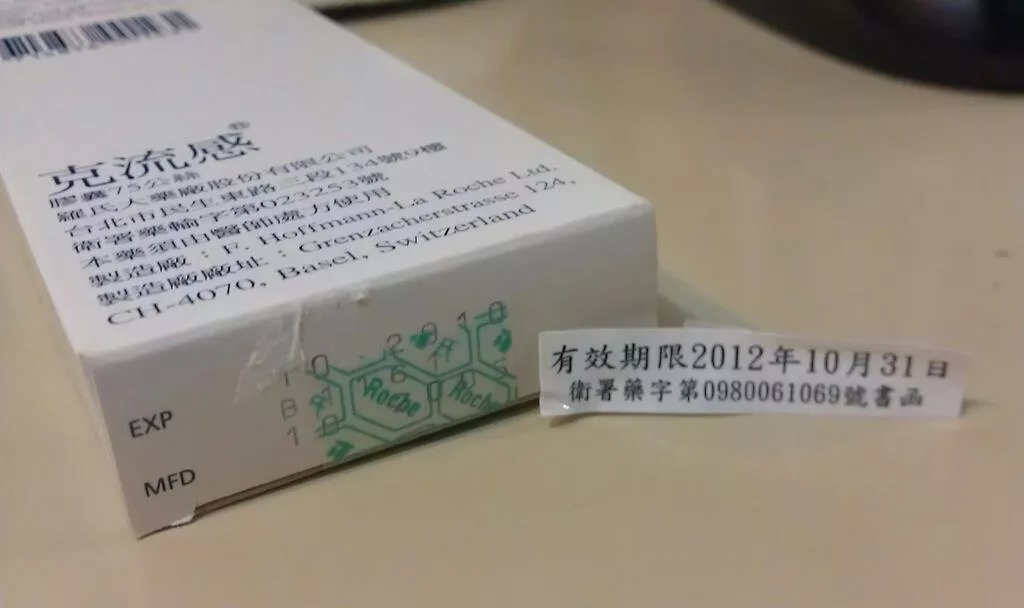 克流感®
膠囊75公絲
羅氏大藥廠股份有限公司
台北市民生東路三段134號9樓
衛署藥輸字第023253號
本藥須由醫師處方使用
製造廠：F. Hoffmann-La Roche Ltd.
製造廠廠址：Grenzacherstrasse 124,
CH-4070, Basel, Switzerland
EXP
MFD
Roche
Roche
有效期限2012年10月31日
衛署藥字第0980061069號書函